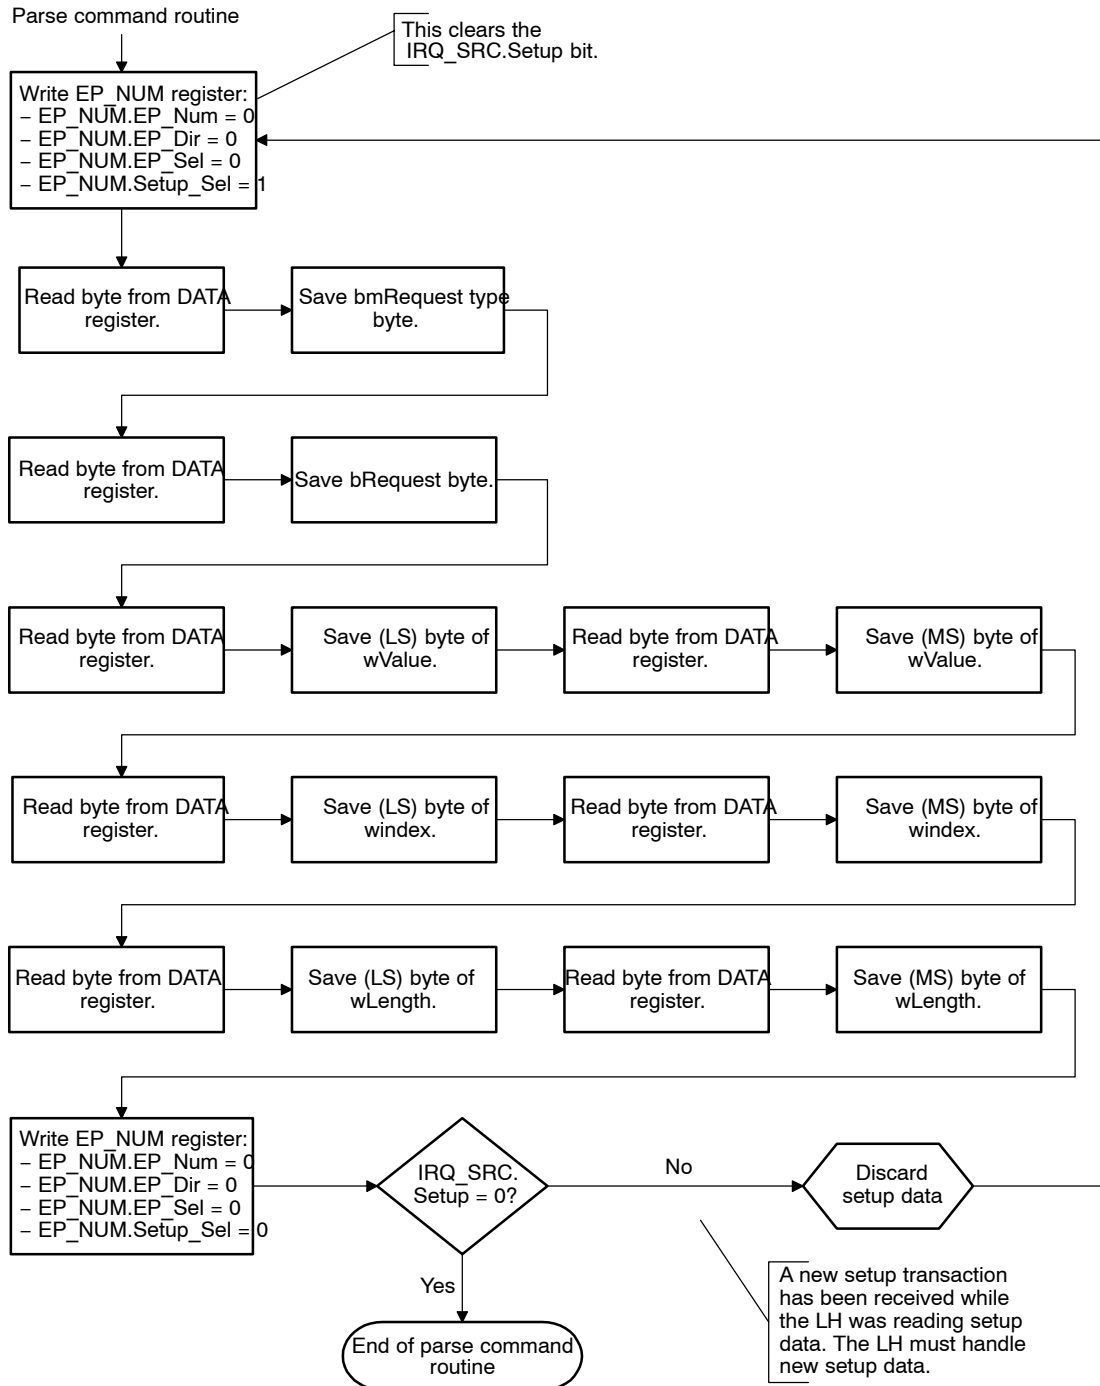 Parse command routine
This clears the
IRQ_SRC.Setup bit.
Write EP_NUM register:
– EP_NUM.EP_Num = 0
– EP_NUM.EP_Dir = 0
– EP_NUM.EP_Sel = 0
– EP_NUM.Setup_Sel = 1
Read byte from DATA
register.
Save bmRequest type
byte.
Read byte from DATA
register.
Save bRequest byte.
Read byte from DATA
register.
Save (LS) byte of
wValue.
Read byte from DATA
register.
Save (MS) byte of
wValue.
Read byte from DATA
register.
Save (LS) byte of
windex.
Read byte from DATA
register.
Save (MS) byte of
windex.
Read byte from DATA
register.
Save (LS) byte of
wLength.
Read byte from DATA
register.
Save (MS) byte of
wLength.
Write EP_NUM register:
– EP_NUM.EP_Num = 0
– EP_NUM.EP_Dir = 0
– EP_NUM.EP_Sel = 0
– EP_NUM.Setup_Sel = 0
IRQ_SRC.
Setup = 0?
No
Discard
setup data
Yes
A new setup transaction
has been received while
the LH was reading setup
data. The LH must handle
new setup data.
End of parse command
routine